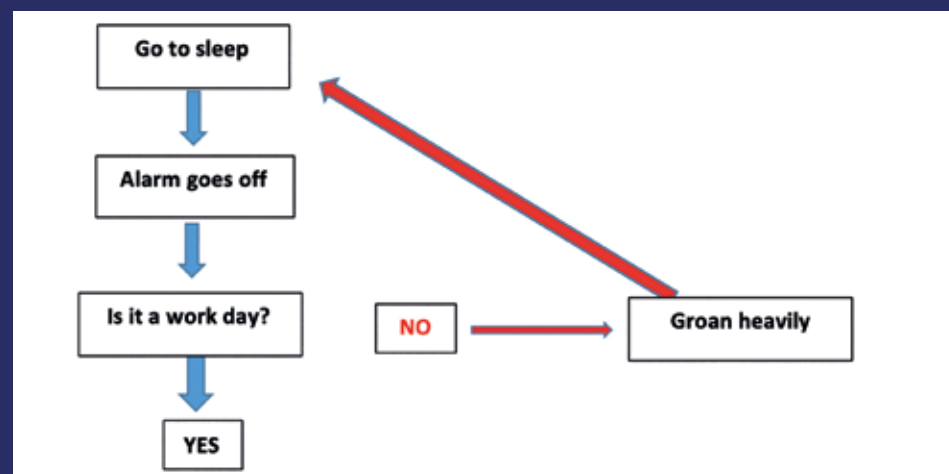 Go to sleep
Alarm goes off
Is it a work day?
NO
Groan heavily
YES